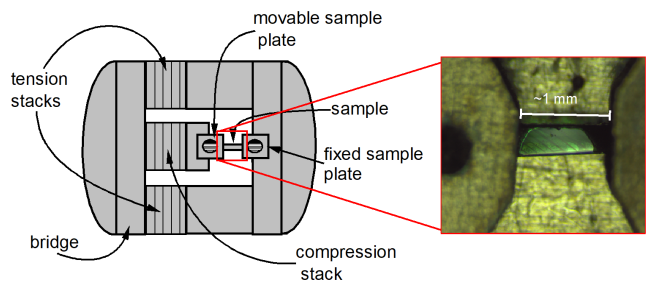 movable sample
plate
tension
stacks
sample
fixed sample
plate
bridge
compression
stack
~1 mm